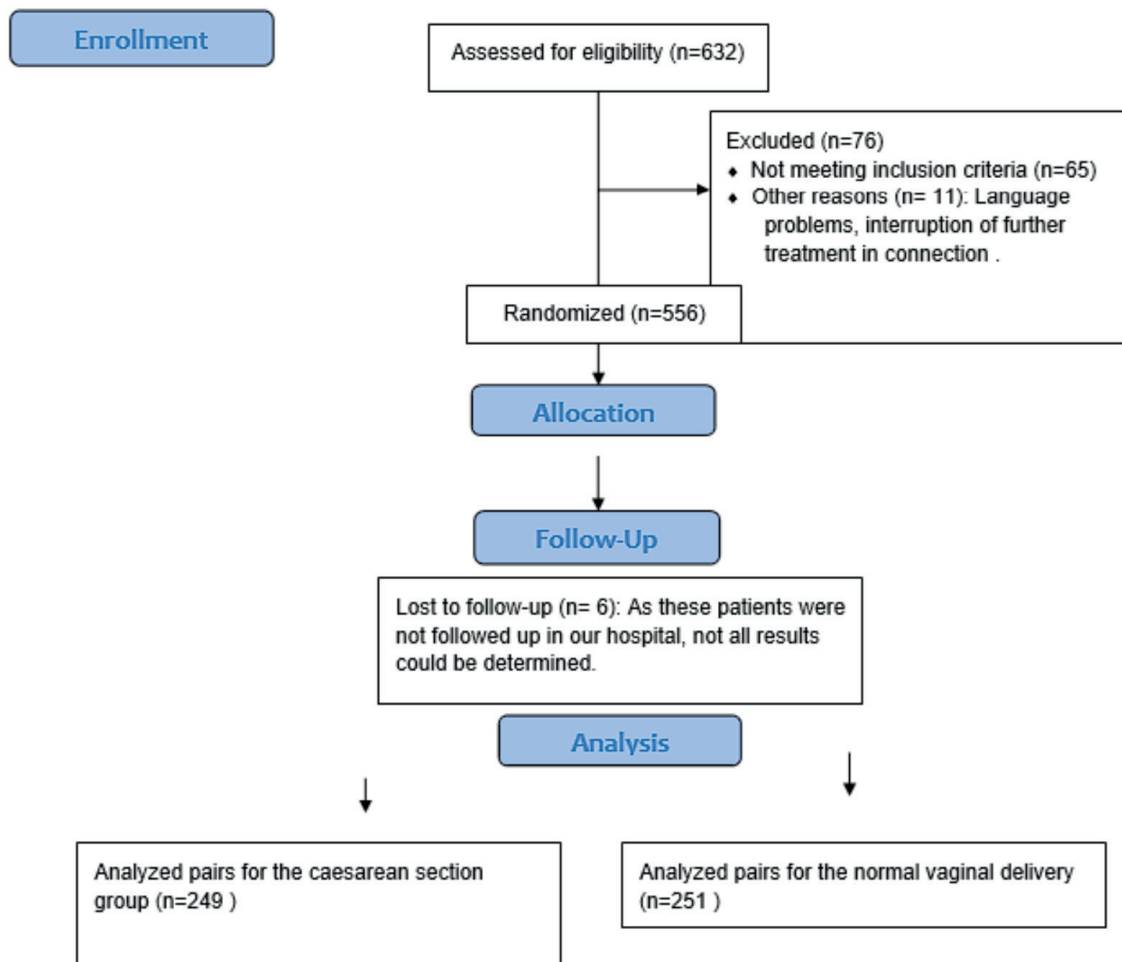 Enrollment
Assessed for eligibility (n=632)
Excluded (n=76)
♦ Not meeting inclusion criteria (n=65)
♦ Other reasons (n= 11): Language
problems, interruption of further
treatment in connection .
Randomized (n=556)
Allocation
Follow-Up
Lost to follow-up (n= 6): As these patients were
not followed up in our hospital, not all results
could be determined.
Analysis
Analyzed pairs for the caesarean section
group (n=249 )
Analyzed pairs for the normal vaginal delivery
(n=251 )